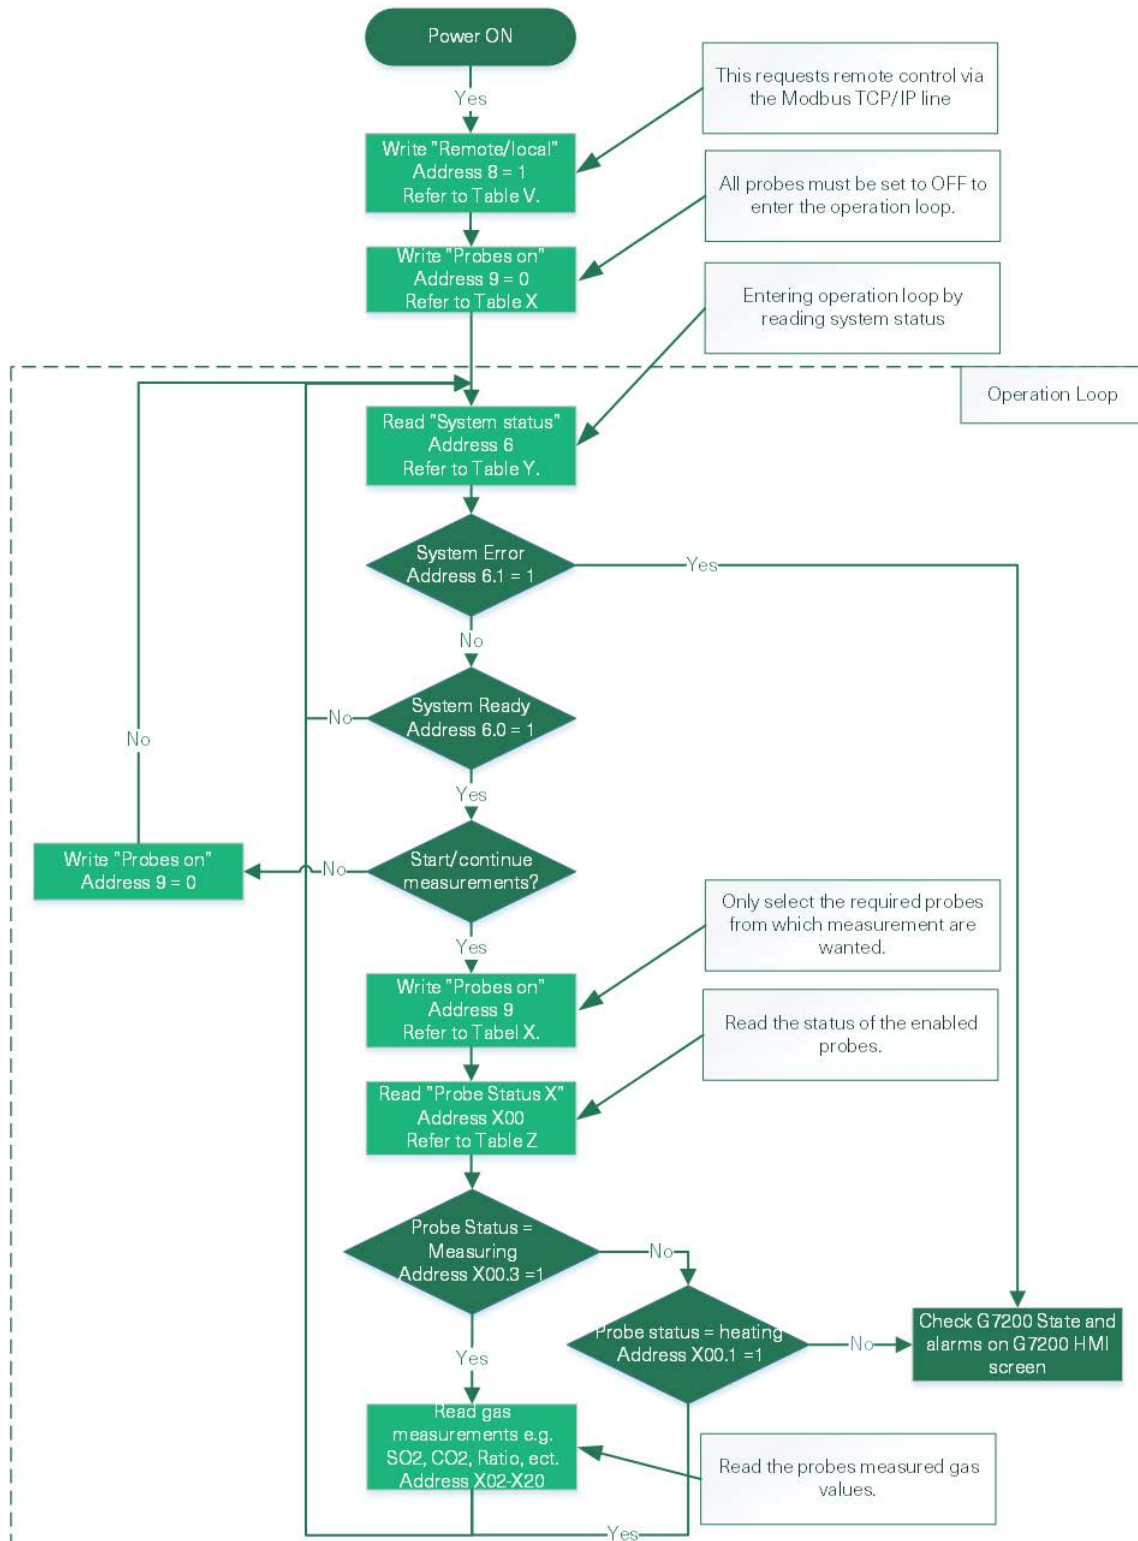 Power ON
Yes
This requests remote control via
the Modbus TCP/IP line
Write "Remote/local"
Address 8 = 1
Refer to Table V.
All probes must be set to OFF to
enter the operation loop.
Write "Probes on"
Address 9 = 0
Refer to Table X
Entering operation loop by
reading system status
Operation Loop
Read "System status"
Address 6
Refer to Table Y.
System Error
Address 6.1 = 1
Yes
No
System Ready
Address 6.0 = 1
No
No
Yes
Start/continue
measurements?
No
Write "Probes on"
Address 9 = 0
Only select the required probes
from which measurement are
wanted.
Yes
Write "Probes on"
Address 9
Refer to Tabel X.
Read the status of the enabled
probes.
Read "Probe Status X"
Address X00
Refer to Table Z
Probe Status =
Measuring
Address X00.3 =1
No
Probe status = heating
Address X00.1 =1
No
Check G7200 State and
alarms on G7200 HMI
screen
Yes
Read gas
measurements e.g.
SO2, CO2, Ratio, ect.
Address X02-X20
Read the probes measured gas
values.
Yes